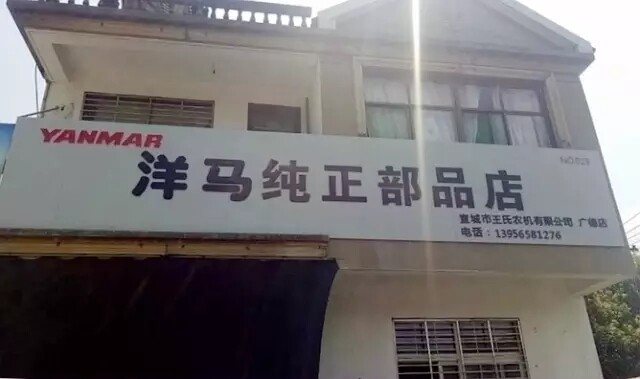 YANMAR
洋马纯正部品店
NO.029
宣城市王氏农机有限公司 广德店
电话：13956581276